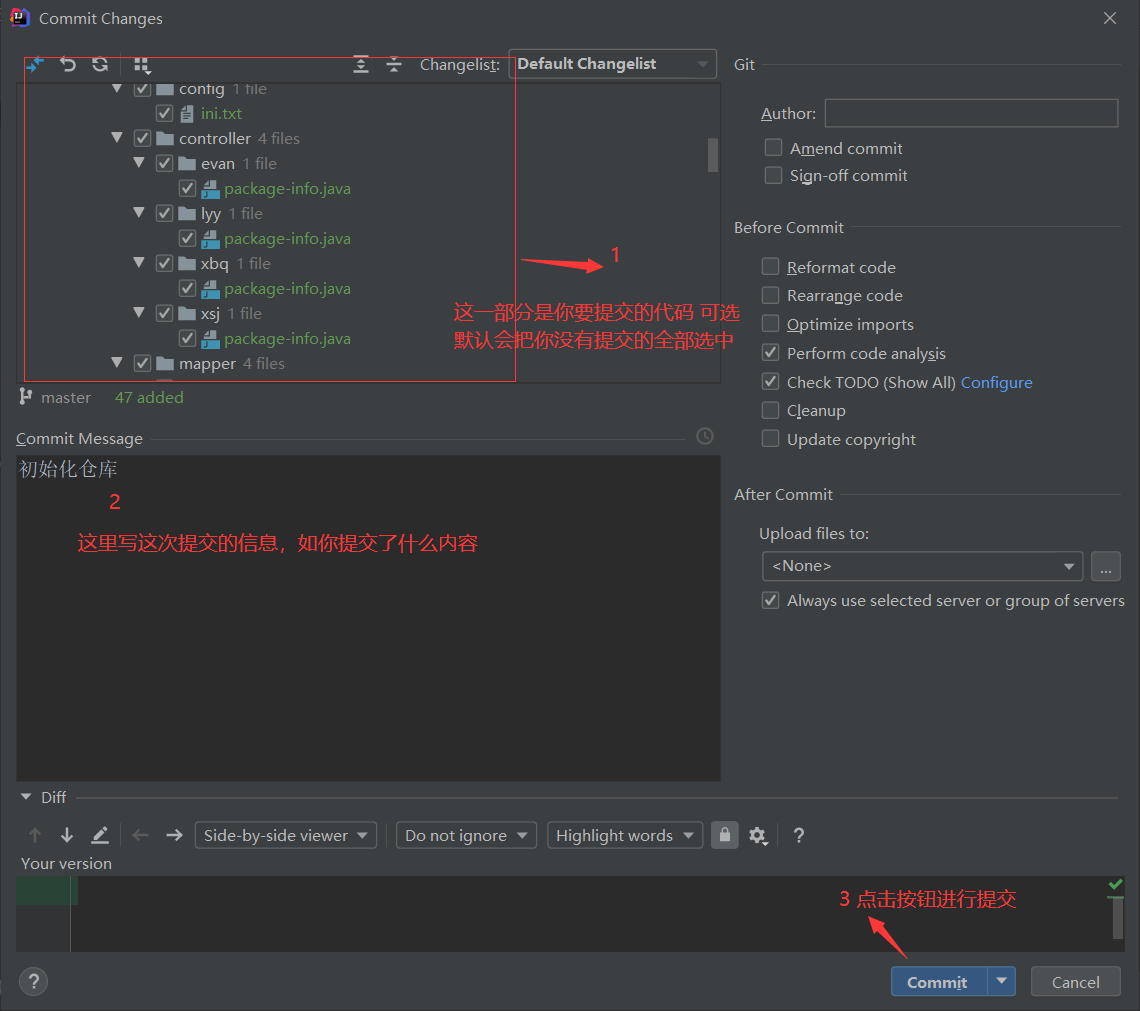 Commit Changes
Changelist: Default Changelist
config 1 file
ini.txt
controller 4 files
evan 1 file
package-info.java
lyy 1 file
package-info.java
xbq 1 file
package-info.java
xsj 1 file
package-info.java
mapper 4 files
1
这一部分是你要提交的代码 可选
默认会把你没有提交的全部选中
master 47 added
Commit Message
初始化仓库
2
这里写这次提交的信息，如你提交了什么内容
Git
Author:
Amend commit
Sign-off commit
Before Commit
Reformat code
Rearrange code
Optimize imports
Perform code analysis
Check TODO (Show All) Configure
Cleanup
Update copyright
After Commit
Upload files to:
<None>
...
Always use selected server or group of servers
Diff
Side-by-side viewer Do not ignore Highlight words ?
Your version
3 点击按钮进行提交
? Commit Cancel